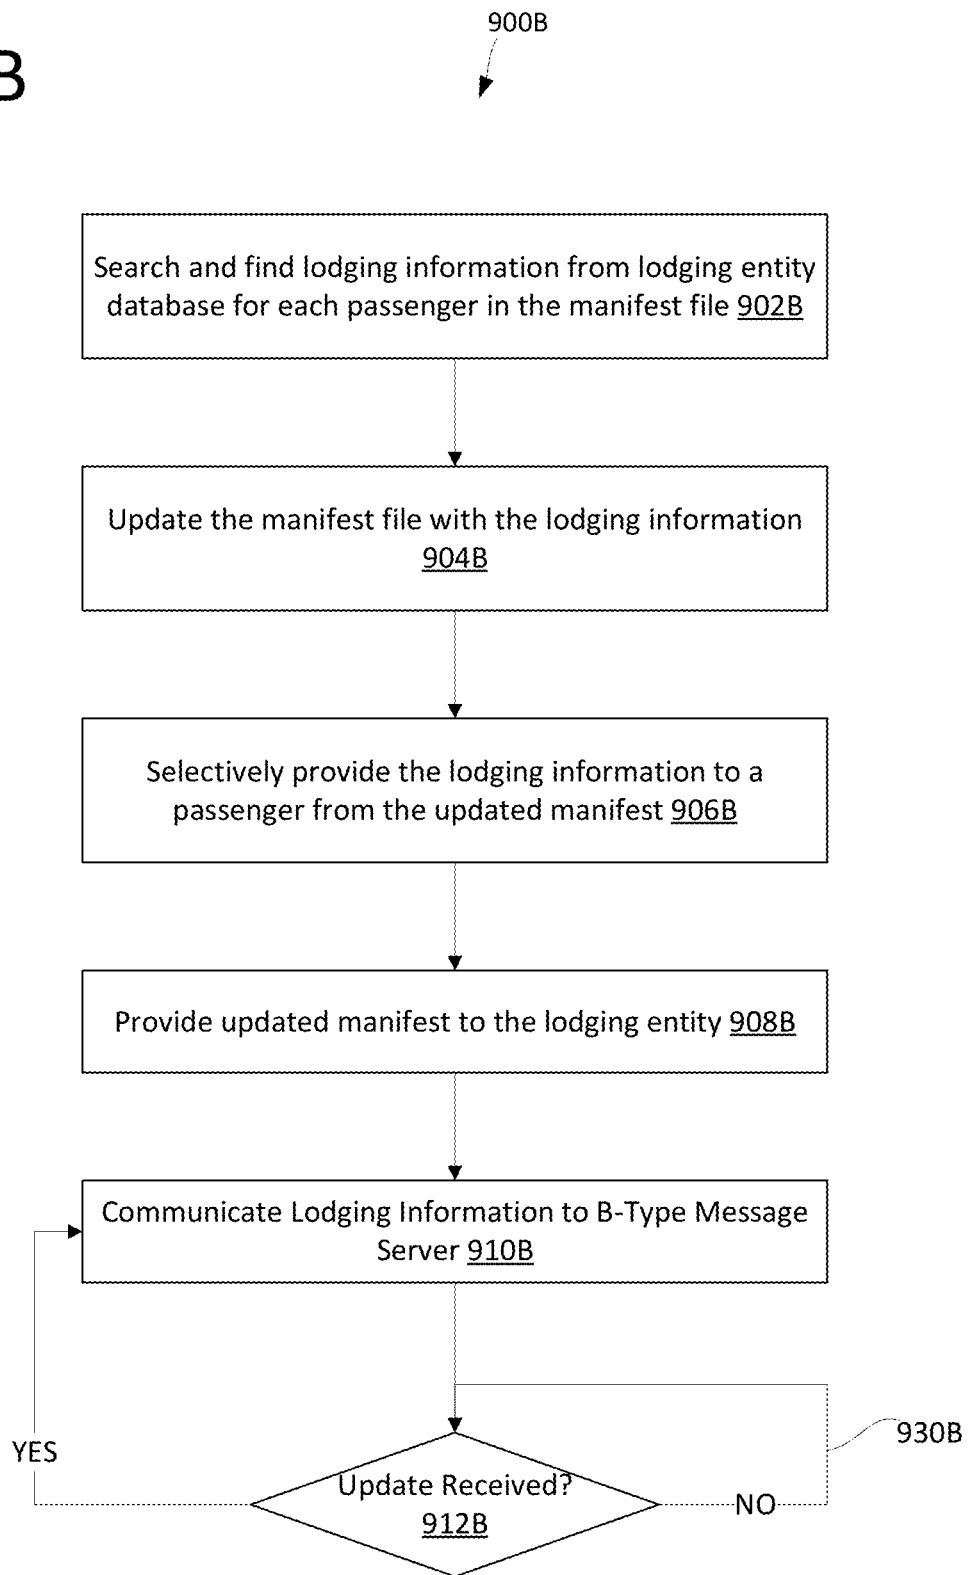 900B
B
Search and find lodging information from lodging entity
database for each passenger in the manifest file 902B
Update the manifest file with the lodging information
904B
Selectively provide the lodging information to a
passenger from the updated manifest 906B
Provide updated manifest to the lodging entity 908B
Communicate Lodging Information to B-Type Message
Server 910B
930B
YES
Update Received?
912B
NO